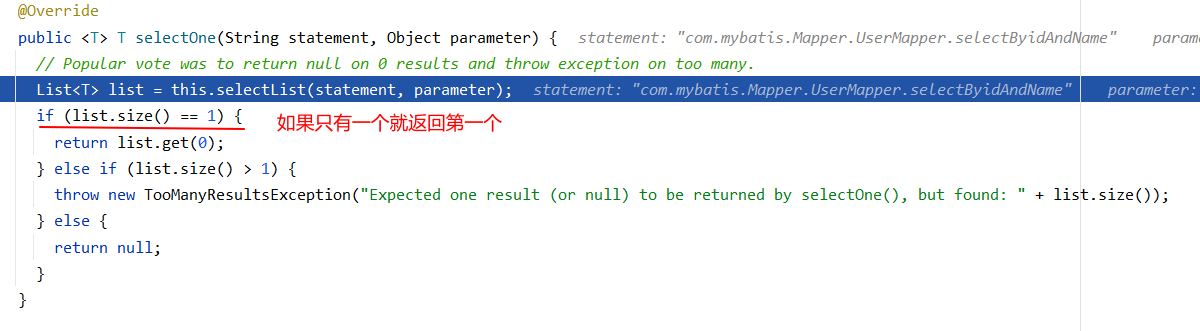 @Override
public <T> T selectOne(String statement, Object parameter) {  statement: "com.mybatis.Mapper.UserMapper.selectByidAndName"    parame
// Popular vote was to return null on 0 results and throw exception on too many.
List<T> list = this.selectList(statement, parameter);  statement: "com.mybatis.Mapper.UserMapper.selectByidAndName"    parameter:
if (list.size() == 1) {  如果只有一个就返回第一个
return list.get(0);
} else if (list.size() > 1) {
throw new TooManyResultsException("Expected one result (or null) to be returned by selectOne(), but found: " + list.size());
} else {
return null;
}
}